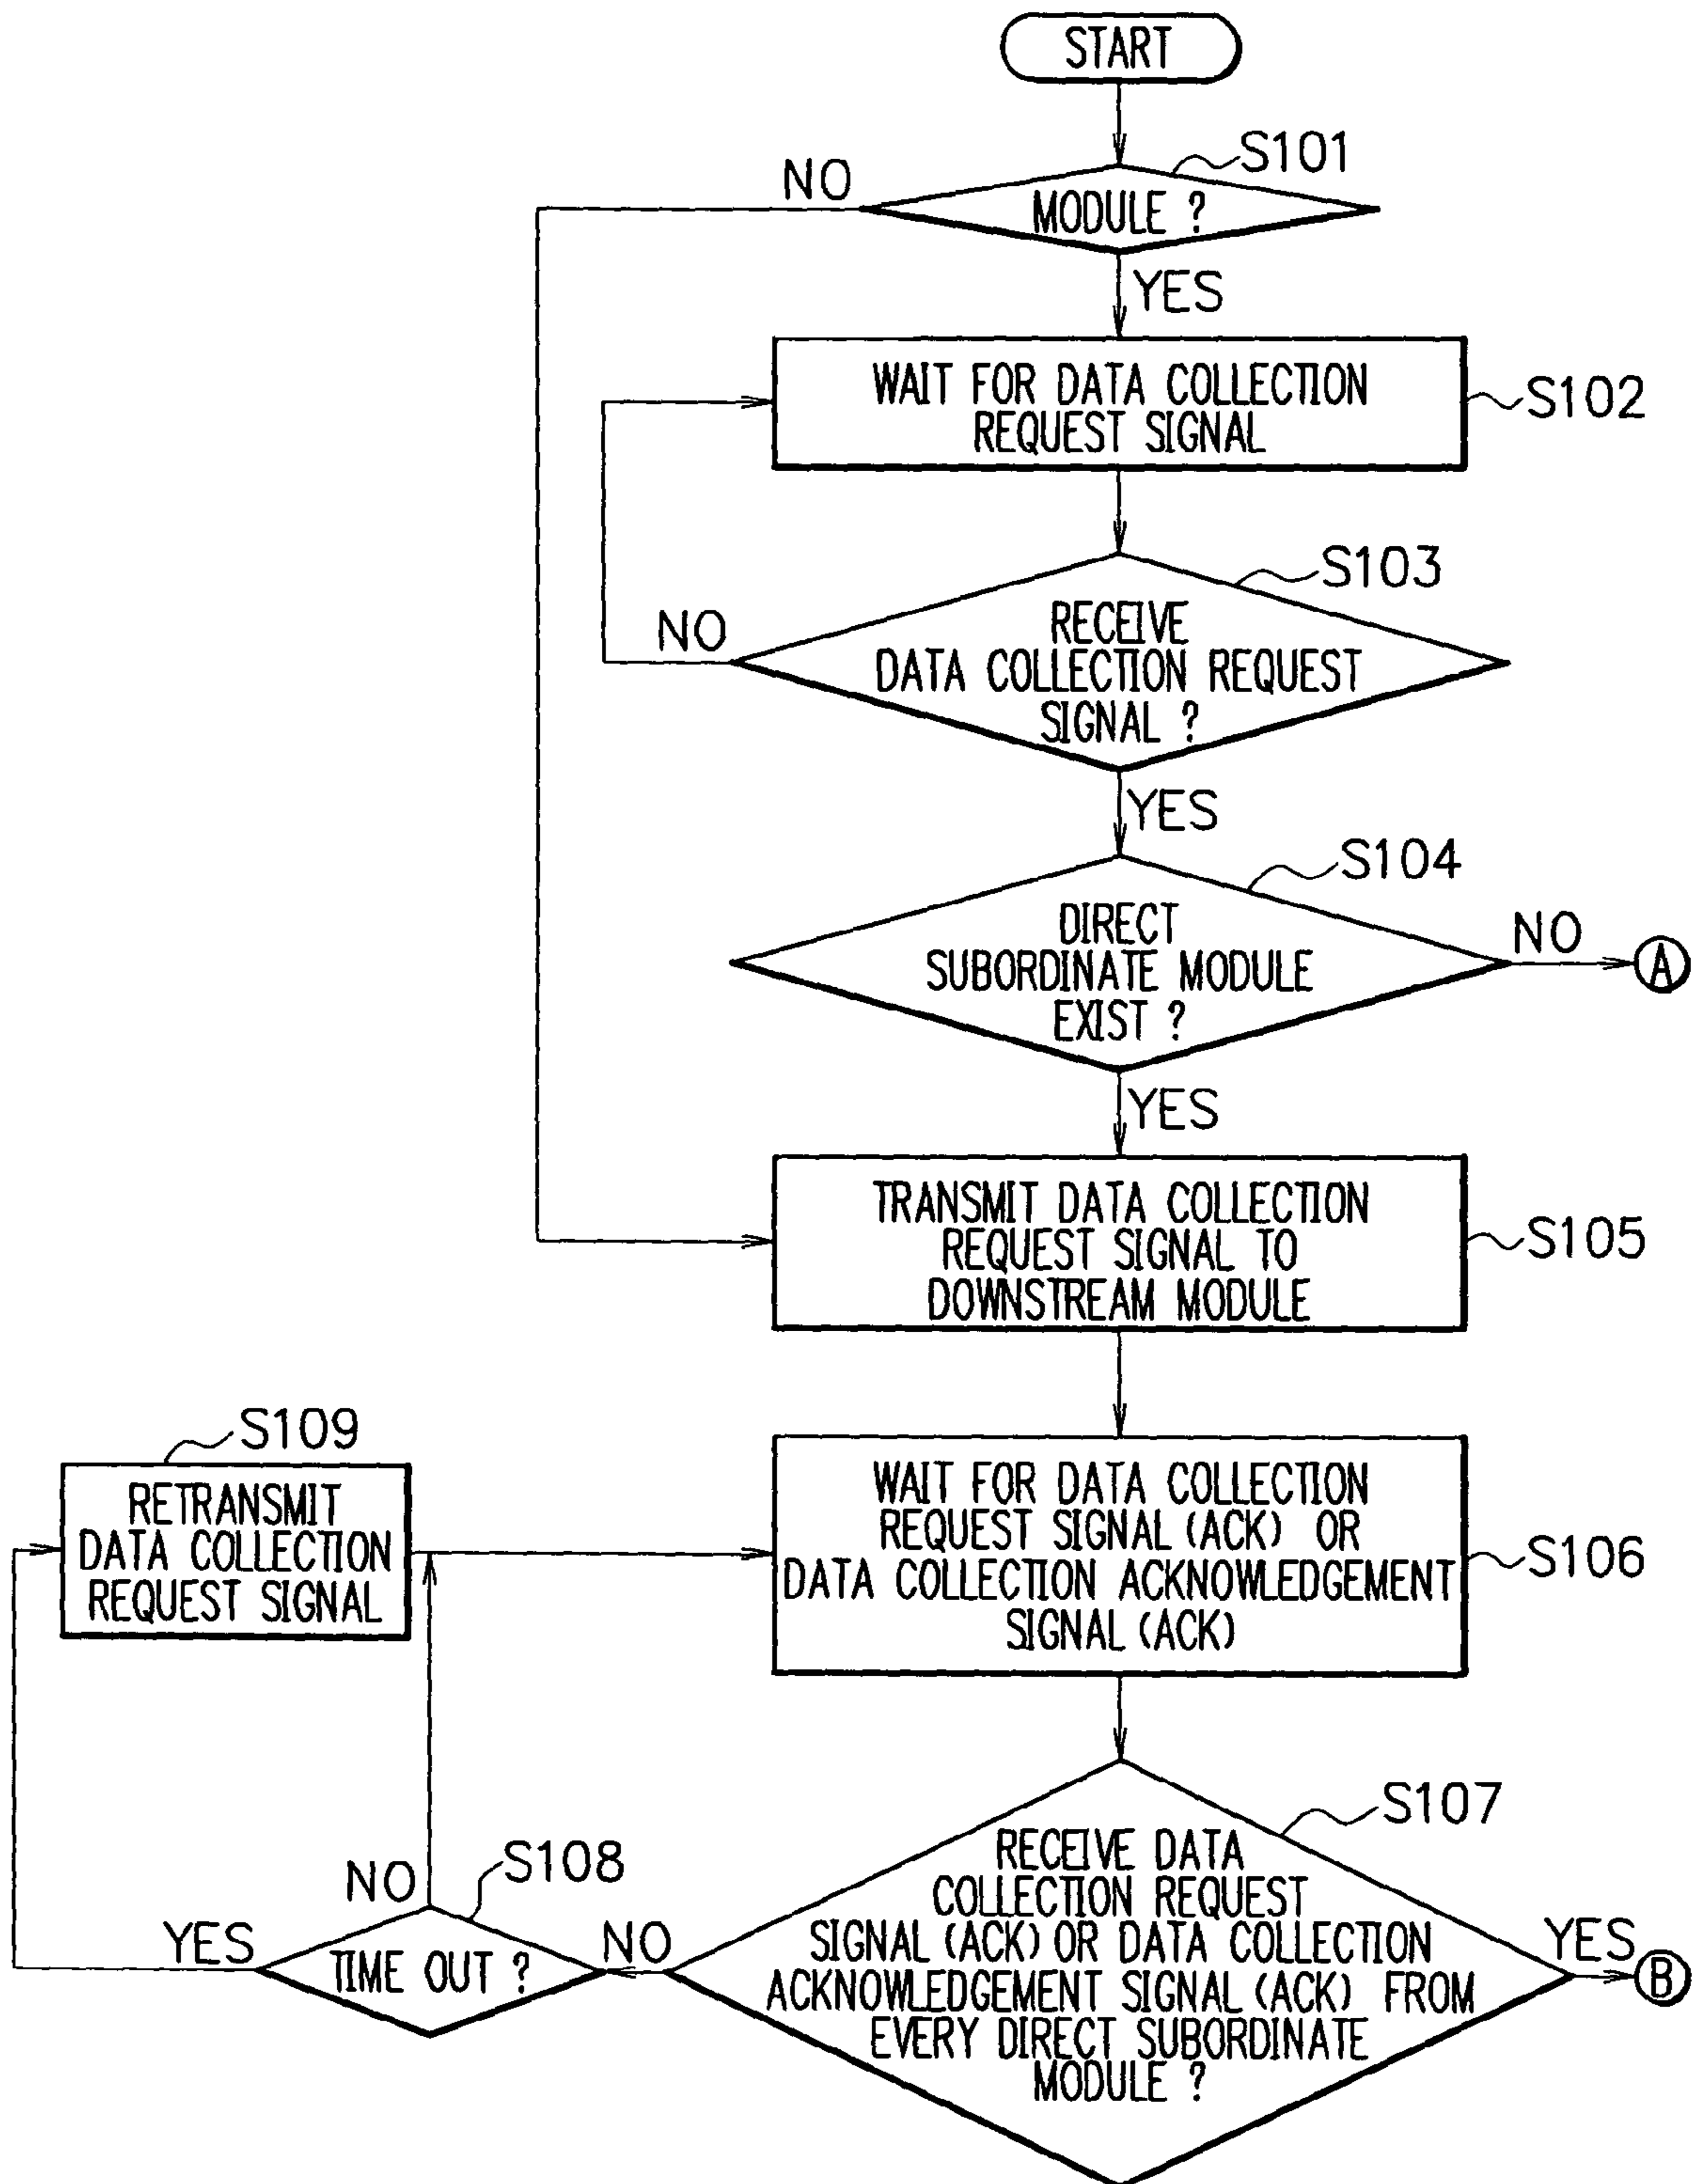 START
S101
NO
MODULE ?
YES
WAIT FOR DATA COLLECTION
REQUEST SIGNAL
S102
S103
NO
RECEIVE
DATA COLLECTION REQUEST
SIGNAL ?
YES
S104
DIRECT
SUBORDINATE MODULE
EXIST ?
NO
A
YES
TRANSMIT DATA COLLECTION
REQUEST SIGNAL TO
DOWNSTREAM MODULE
S105
S109
RETRANSMIT
DATA COLLECTION
REQUEST SIGNAL
WAIT FOR DATA COLLECTION
REQUEST SIGNAL (ACK) OR
DATA COLLECTION ACKNOWLEDGEMENT
SIGNAL (ACK)
S106
S107
RECEIVE DATA
COLLECTION REQUEST
SIGNAL (ACK) OR DATA COLLECTION
ACKNOWLEDGEMENT SIGNAL (ACK) FROM
EVERY DIRECT SUBORDINATE
MODULE ?
YES
B
NO
S108
NO
YES
TIME OUT ?